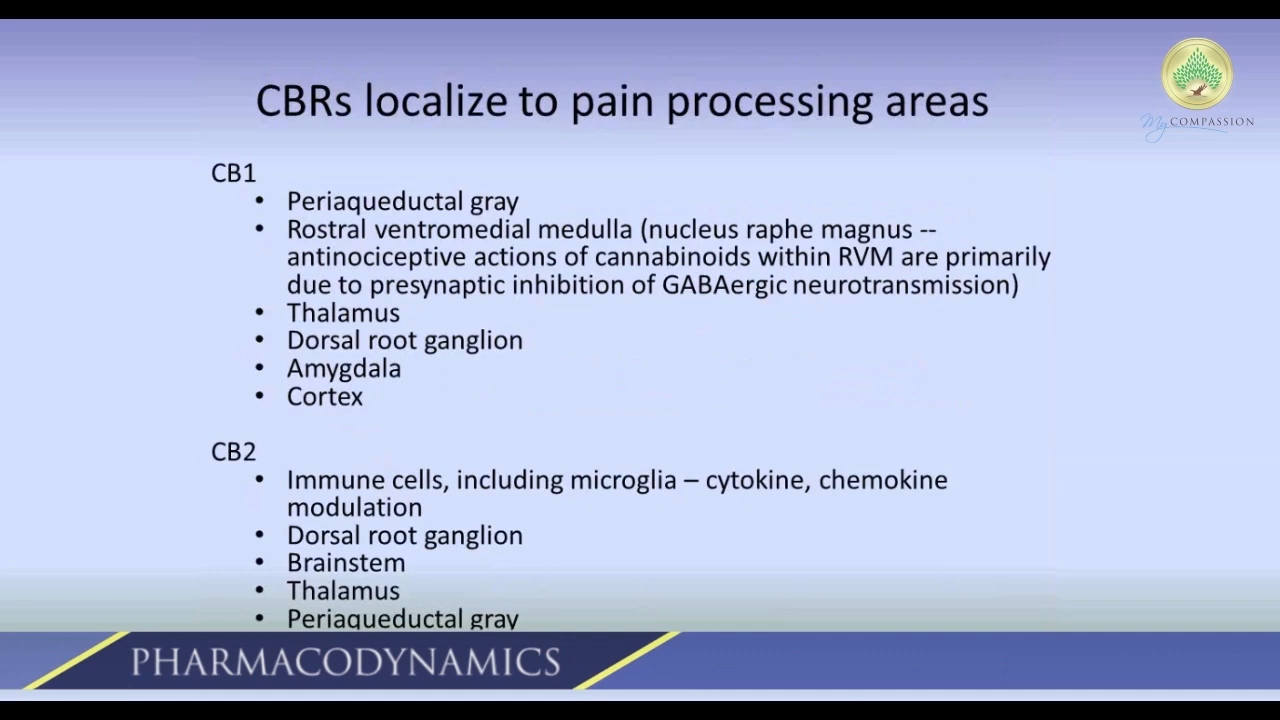 CBRs localize to pain processing areas
My COMPASSION
CB1
• Periaqueductal gray
• Rostral ventromedial medulla (nucleus raphe magnus --
antinociceptive actions of cannabinoids within RVM are primarily
due to presynaptic inhibition of GABAergic neurotransmission)
• Thalamus
• Dorsal root ganglion
• Amygdala
• Cortex
CB2
• Immune cells, including microglia – cytokine, chemokine
modulation
• Dorsal root ganglion
• Brainstem
• Thalamus
• Periaqueductal gray
PHARMACODYNAMICS